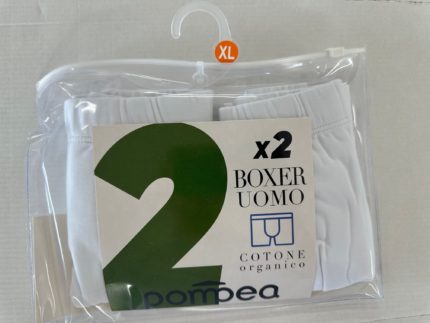 XL
2
x2
BOXER
UOMO
COTONE
organico
pompea